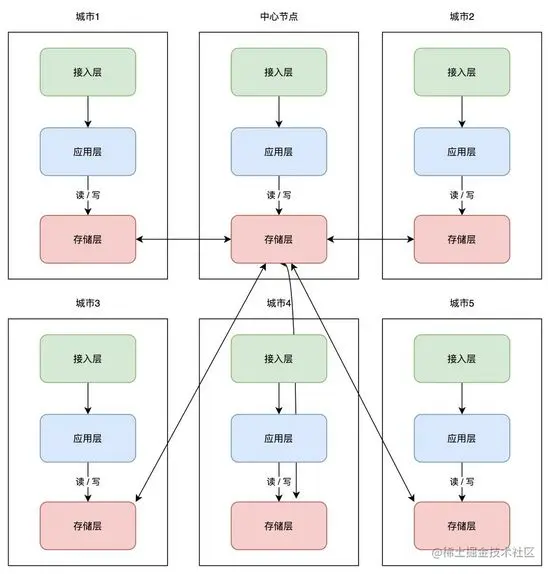 城市1
中心节点
城市2
接入层
接入层
接入层
应用层
应用层
应用层
读 / 写
读 / 写
读 / 写
存储层
存储层
存储层
城市3
城市4
城市5
接入层
接入层
接入层
应用层
应用层
应用层
读 / 写
读 / 写
读 / 写
存储层
存储层
存储层
@稀土掘金技术社区